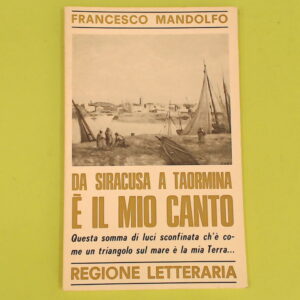 FRANCESCO MANDOLFO
DA SIRACUSA A TAORMINA
È IL MIO CANTO
Questa somma di luci sconfinata ch'è co-
me un triangolo sul mare è la mia Terra...
REGIONE LETTERARIA